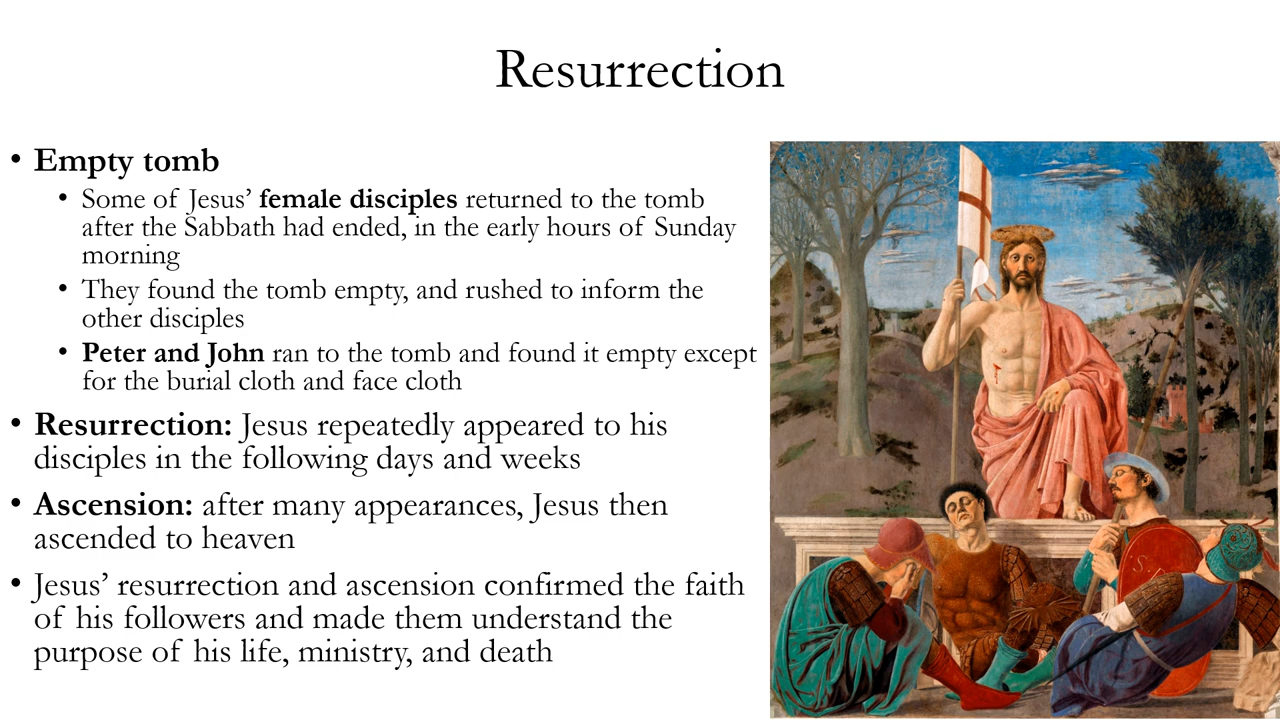 Resurrection
• Empty tomb
• Some of Jesus’ female disciples returned to the tomb
after the Sabbath had ended, in the early hours of Sunday
morning
• They found the tomb empty, and rushed to inform the
other disciples
• Peter and John ran to the tomb and found it empty except
for the burial cloth and face cloth
• Resurrection: Jesus repeatedly appeared to his
disciples in the following days and weeks
• Ascension: after many appearances, Jesus then
ascended to heaven
• Jesus’ resurrection and ascension confirmed the faith
of his followers and made them understand the
purpose of his life, ministry, and death